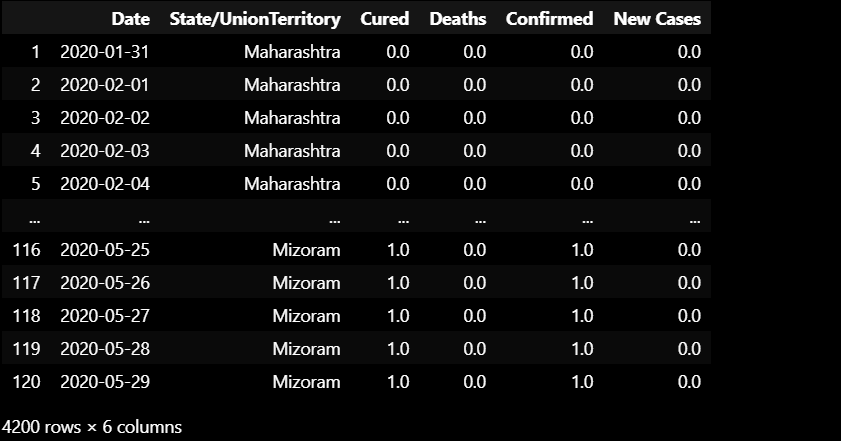 Date State/UnionTerritory Cured Deaths Confirmed New Cases
1 2020-01-31 Maharashtra 0.0 0.0 0.0 0.0
2 2020-02-01 Maharashtra 0.0 0.0 0.0 0.0
3 2020-02-02 Maharashtra 0.0 0.0 0.0 0.0
4 2020-02-03 Maharashtra 0.0 0.0 0.0 0.0
5 2020-02-04 Maharashtra 0.0 0.0 0.0 0.0
... ... ... ... ... ... ...
116 2020-05-25 Mizoram 1.0 0.0 1.0 0.0
117 2020-05-26 Mizoram 1.0 0.0 1.0 0.0
118 2020-05-27 Mizoram 1.0 0.0 1.0 0.0
119 2020-05-28 Mizoram 1.0 0.0 1.0 0.0
120 2020-05-29 Mizoram 1.0 0.0 1.0 0.0
4200 rows × 6 columns